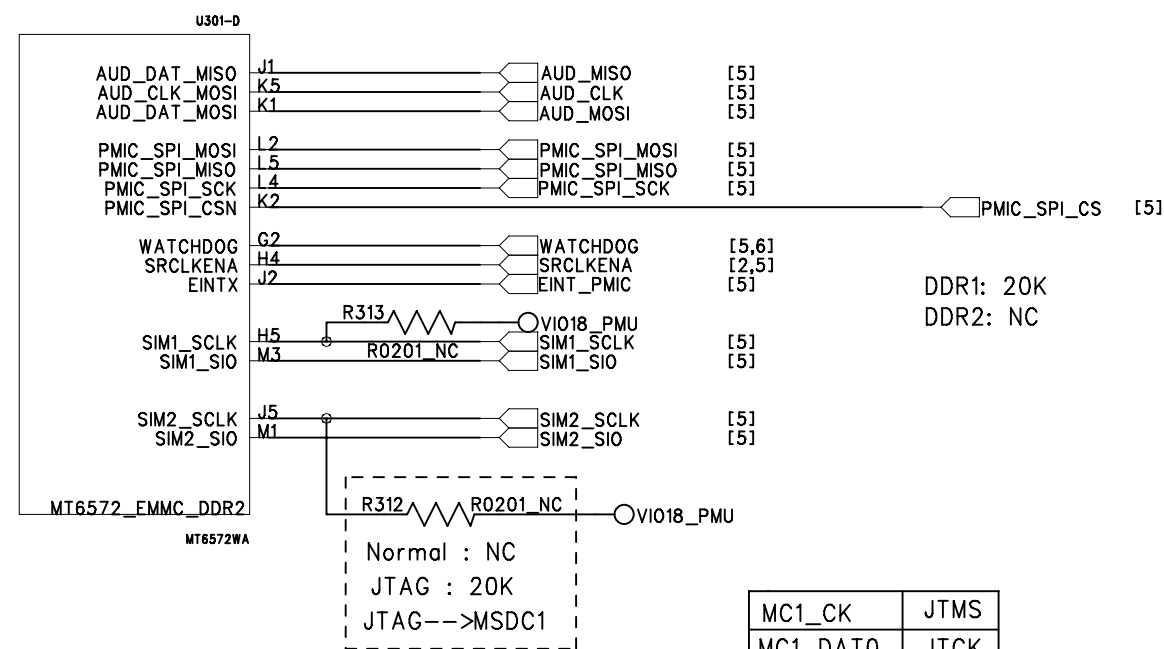 U301-D
AUD_DAT_MISO J1 AUD_MISO [5]
AUD_CLK_MOSI K5 AUD_CLK [5]
AUD_DAT_MOSI K1 AUD_MOSI [5]
PMIC_SPI_MOSI L2 PMIC_SPI_MOSI [5]
PMIC_SPI_MISO L5 PMIC_SPI_MISO [5]
PMIC_SPI_SCK L4 PMIC_SPI_SCK [5]
PMIC_SPI_CSN K2 PMIC_SPI_CS [5]
WATCHDOG G2 WATCHDOG [5,6]
SRCLKENA H4 SRCLKENA [2,5]
EINTX J2 EINT_PMIC [5]
DDR1: 20K
DDR2: NC
R313 VIO18_PMU
SIM1_SCLK H5 R0201_NC SIM1_SCLK [5]
SIM1_SIO M3 SIM1_SIO [5]
SIM2_SCLK J5 SIM2_SCLK [5]
SIM2_SIO M1 SIM2_SIO [5]
MT6572_EMMC_DDR2 R312 R0201_NC VIO18_PMU
MT6572WA
Normal : NC
JTAG : 20K
JTAG-->MSDC1
MC1_CK JTMS
MC1_DAT0 JTCK